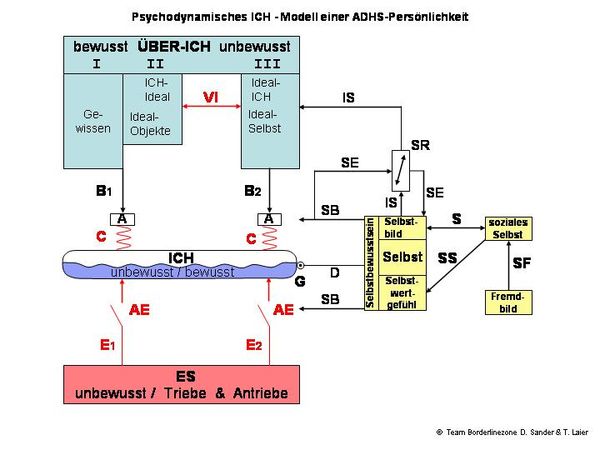 Psychodynamisches ICH - Modell einer ADHS-Persönlichkeit
bewusst ÜBER-ICH unbewusst
I II III
Ge-
wissen
ICH-
Ideal
Ideal-
Objekte
VI
Ideal-
ICH
Ideal-
Selbst
IS
SR
SE
IS
SE
B1
B2
A
A
SB
C
C
Selbstbewusstsein
Selbst-
bild
Selbst
Selbst-
wert-
gefühl
S
soziales
Selbst
SS
SF
Fremd-
bild
ICH
unbewusst / bewusst
G
D
SB
AE
AE
E1
E2
ES
unbewusst / Triebe & Antriebe
© Team Borderlinezone D. Sander & T. Laier